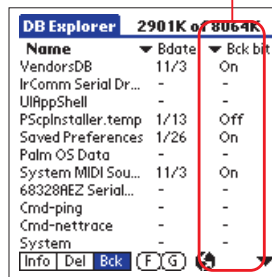 DB Explorer 2901K of 8064K
Name Bdate Bck bit
VendorsDB 11/3 On
IrComm Serial Dr... - -
UIAppShell - -
PScpInstaller.temp 1/13 Off
Saved Preferences 1/26 On
Palm OS Data - -
System MIDI Sou... 11/3 On
68328AEZ Serial... - -
Cmd-ping - -
Cmd-nettrace - -
System - -
Info Del Bck F G